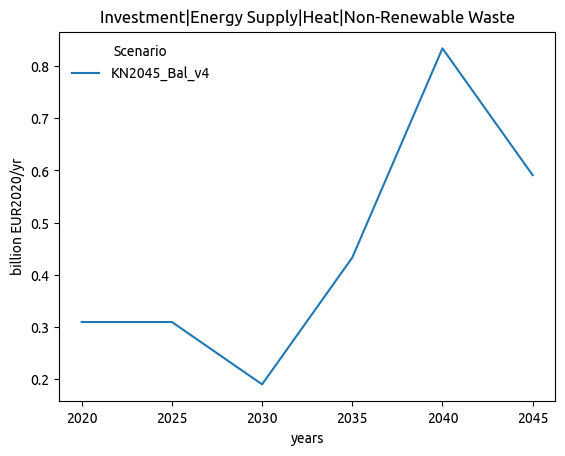 Investment|Energy Supply|Heat|Non-Renewable Waste
Scenario
KN2045_Bal_v4
billion EUR2020/yr
0.8
0.7
0.6
0.5
0.4
0.3
0.2
2020 2025 2030 2035 2040 2045
years